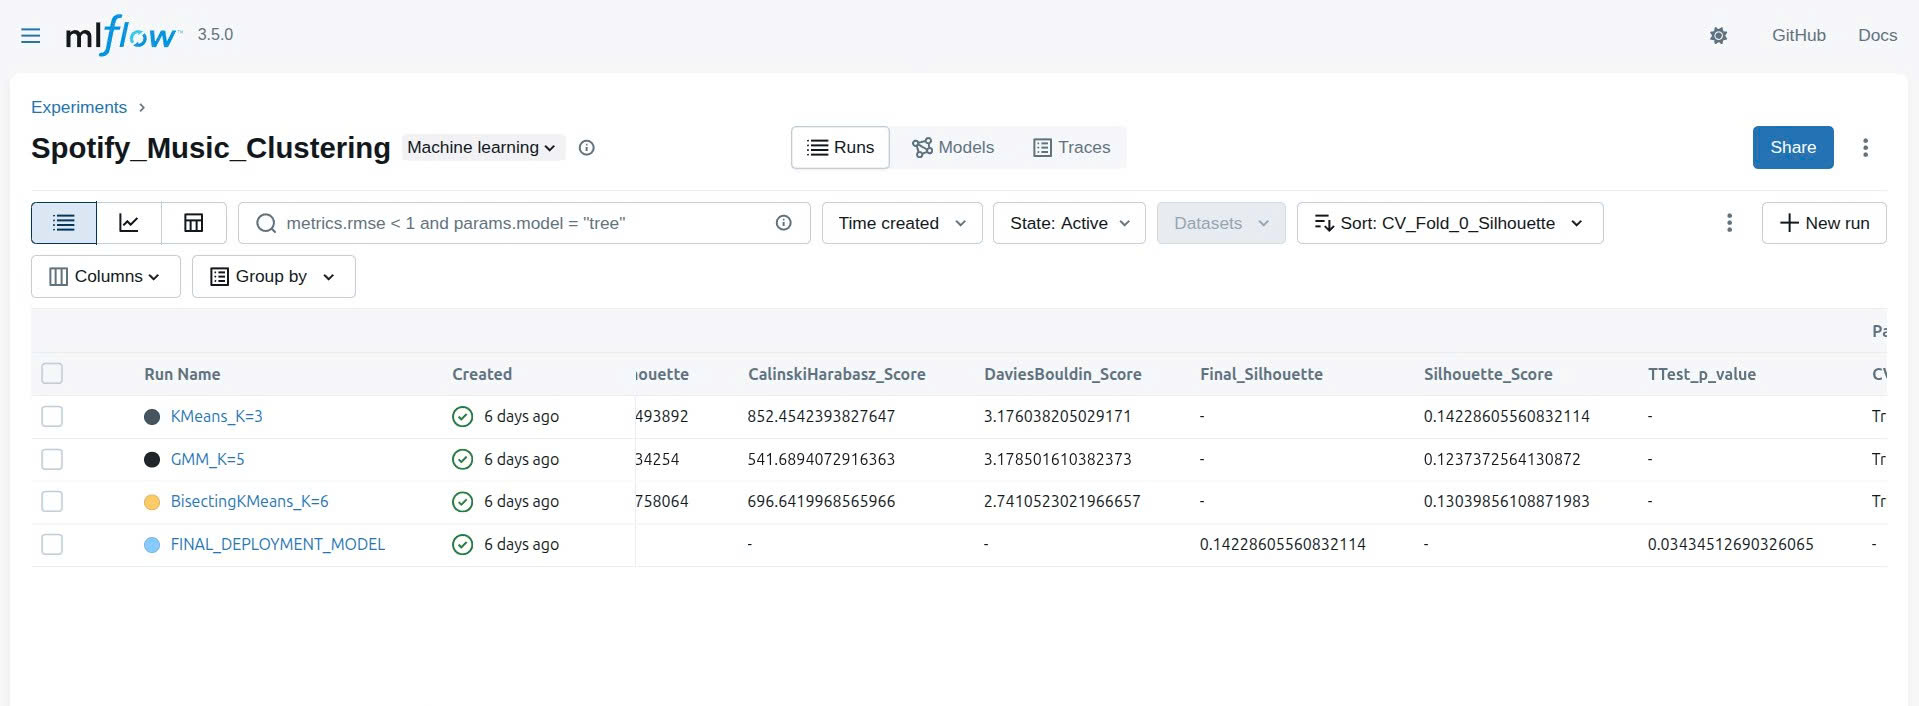 mlflow™ 3.5.0 GitHub Docs
Experiments
Spotify_Music_Clustering Machine learning Runs Models Traces Share
metrics.rmse < 1 and params.model = "tree" Time created State: Active Datasets Sort: CV_Fold_0_Silhouette New run
Columns Group by
Pa
Run Name Created houette CalinskiHarabasz_Score DaviesBouldin_Score Final_Silhouette Silhouette_Score TTest_p_value CV
KMeans_K=3 6 days ago 493892 852.4542393827647 3.176038205029171 - 0.14228605560832114 - Tr
GMM_K=5 6 days ago 34254 541.6894072916363 3.178501610382373 - 0.1237372564130872 - Tr
BisectingKMeans_K=6 6 days ago 758064 696.6419968565966 2.7410523021966657 - 0.13039856108871983 - Tr
FINAL_DEPLOYMENT_MODEL 6 days ago - - 0.14228605560832114 - 0.03434512690326065 -